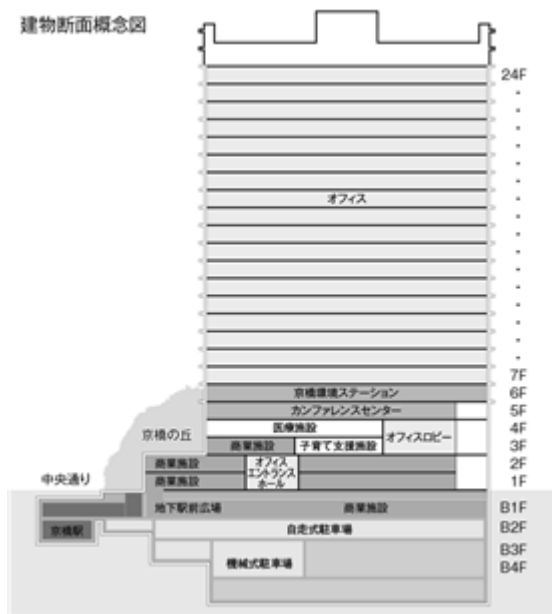 建物断面概念図
24F
オフィス
7F
京橋環境ステーション
6F
カンファレンスセンター
5F
医療施設
4F
京橋の丘
商業施設
子育て支援施設
オフィスロビー
3F
商業施設
オフィス
エントランス
ホール
2F
中央通り
商業施設
1F
地下駅前広場
商業施設
B1F
京橋駅
自走式駐車場
B2F
機械式駐車場
B3F
B4F